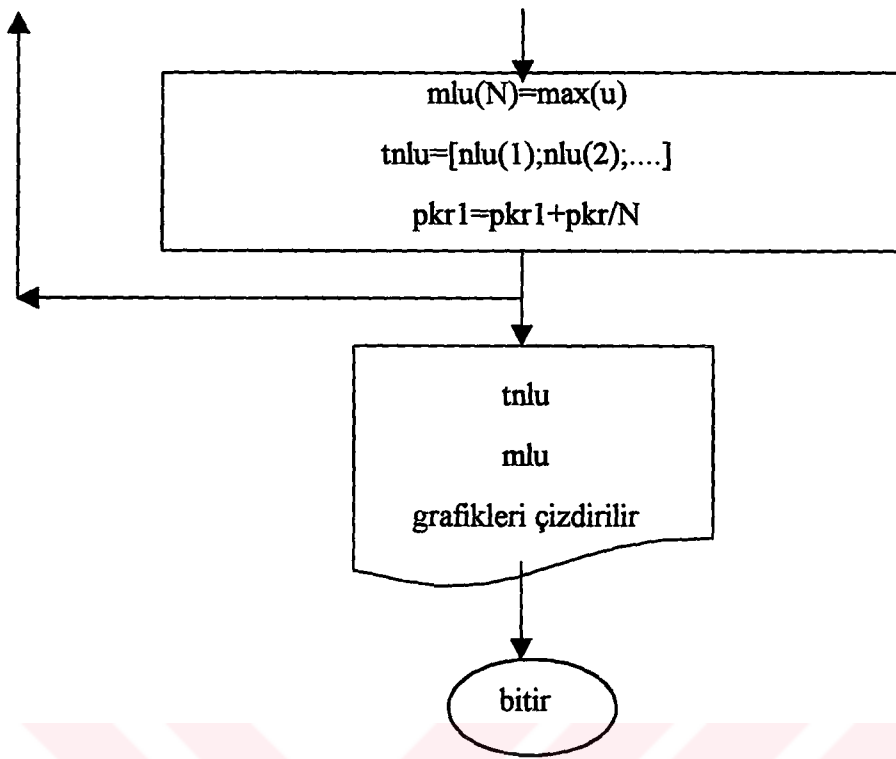 mlu(N)=max(u)
tnlu=[nlu(1);nlu(2);....]
pkr1=pkr1+pkr/N
tnlu
mlu
grafikleri çizdirilir
bitir